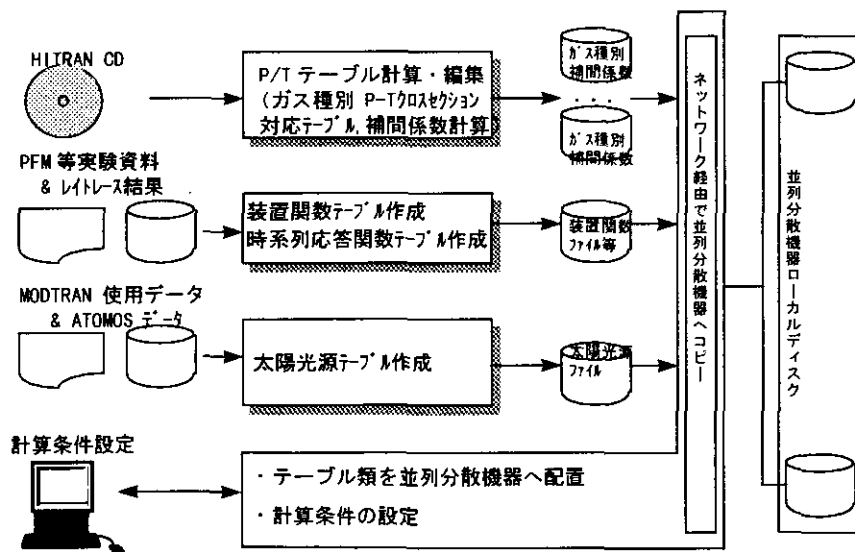 HITRAN CD
P/T テーブル計算・編集
(ガス種別 P-Tクロスセクション
対応テーブル,補間係数計算)
ガス種別
補間係数
・・・
ガス種別
補間係数
PFM 等実験資料
& レイトレース結果
装置関数テーブル作成
時系列応答関数テーブル作成
装置関数
ファイル等
MODTRAN 使用データ
& ATOMOS データ
太陽光源テーブル作成
太陽光源
ファイル
計算条件設定
・テーブル類を並列分散機器へ配置
・計算条件の設定
ネットワーク経由で並列分散機器へコピー
並列分散機器ローカルディスク